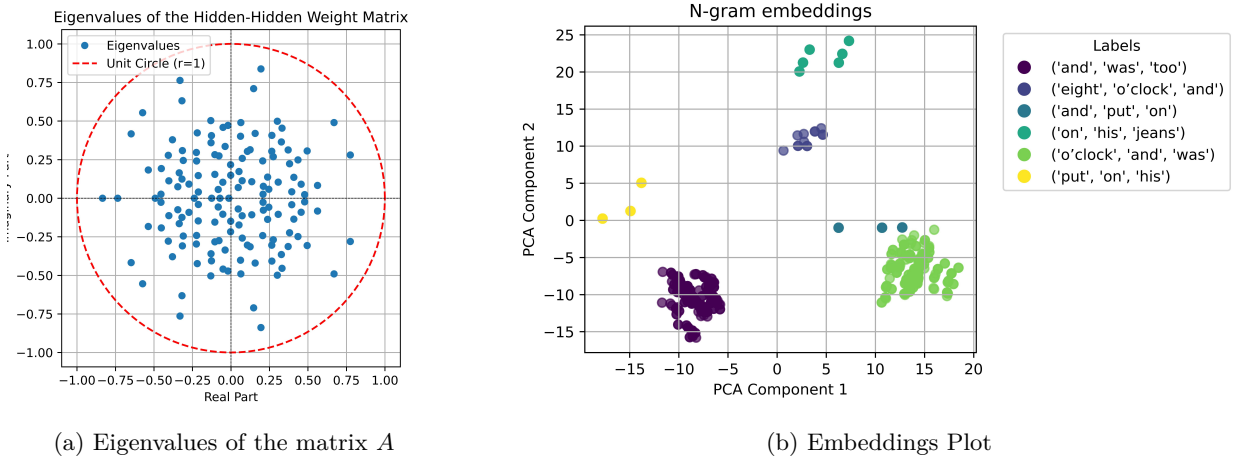 Eigenvalues of the Hidden-Hidden Weight Matrix
Eigenvalues
Unit Circle (r=1)
1.00
0.75
0.50
0.25
0.00
−0.25
−0.50
−0.75
−1.00
−1.00 −0.75 −0.50 −0.25 0.00 0.25 0.50 0.75 1.00
Real Part
(a) Eigenvalues of the matrix A
N-gram embeddings
PCA Component 2
25
20
15
10
5
0
−5
−10
−15
−15 −10 −5 0 5 10 15 20
PCA Component 1
Labels
('and', 'was', 'too')
('eight', 'o’clock', 'and')
('and', 'put', 'on')
('on', 'his', 'jeans')
('o’clock', 'and', 'was')
('put', 'on', 'his')
(b) Embeddings Plot